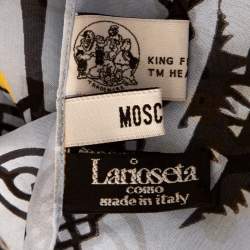 KING F
TM HEA
MOSC
Larioseta
COMO
made in italy